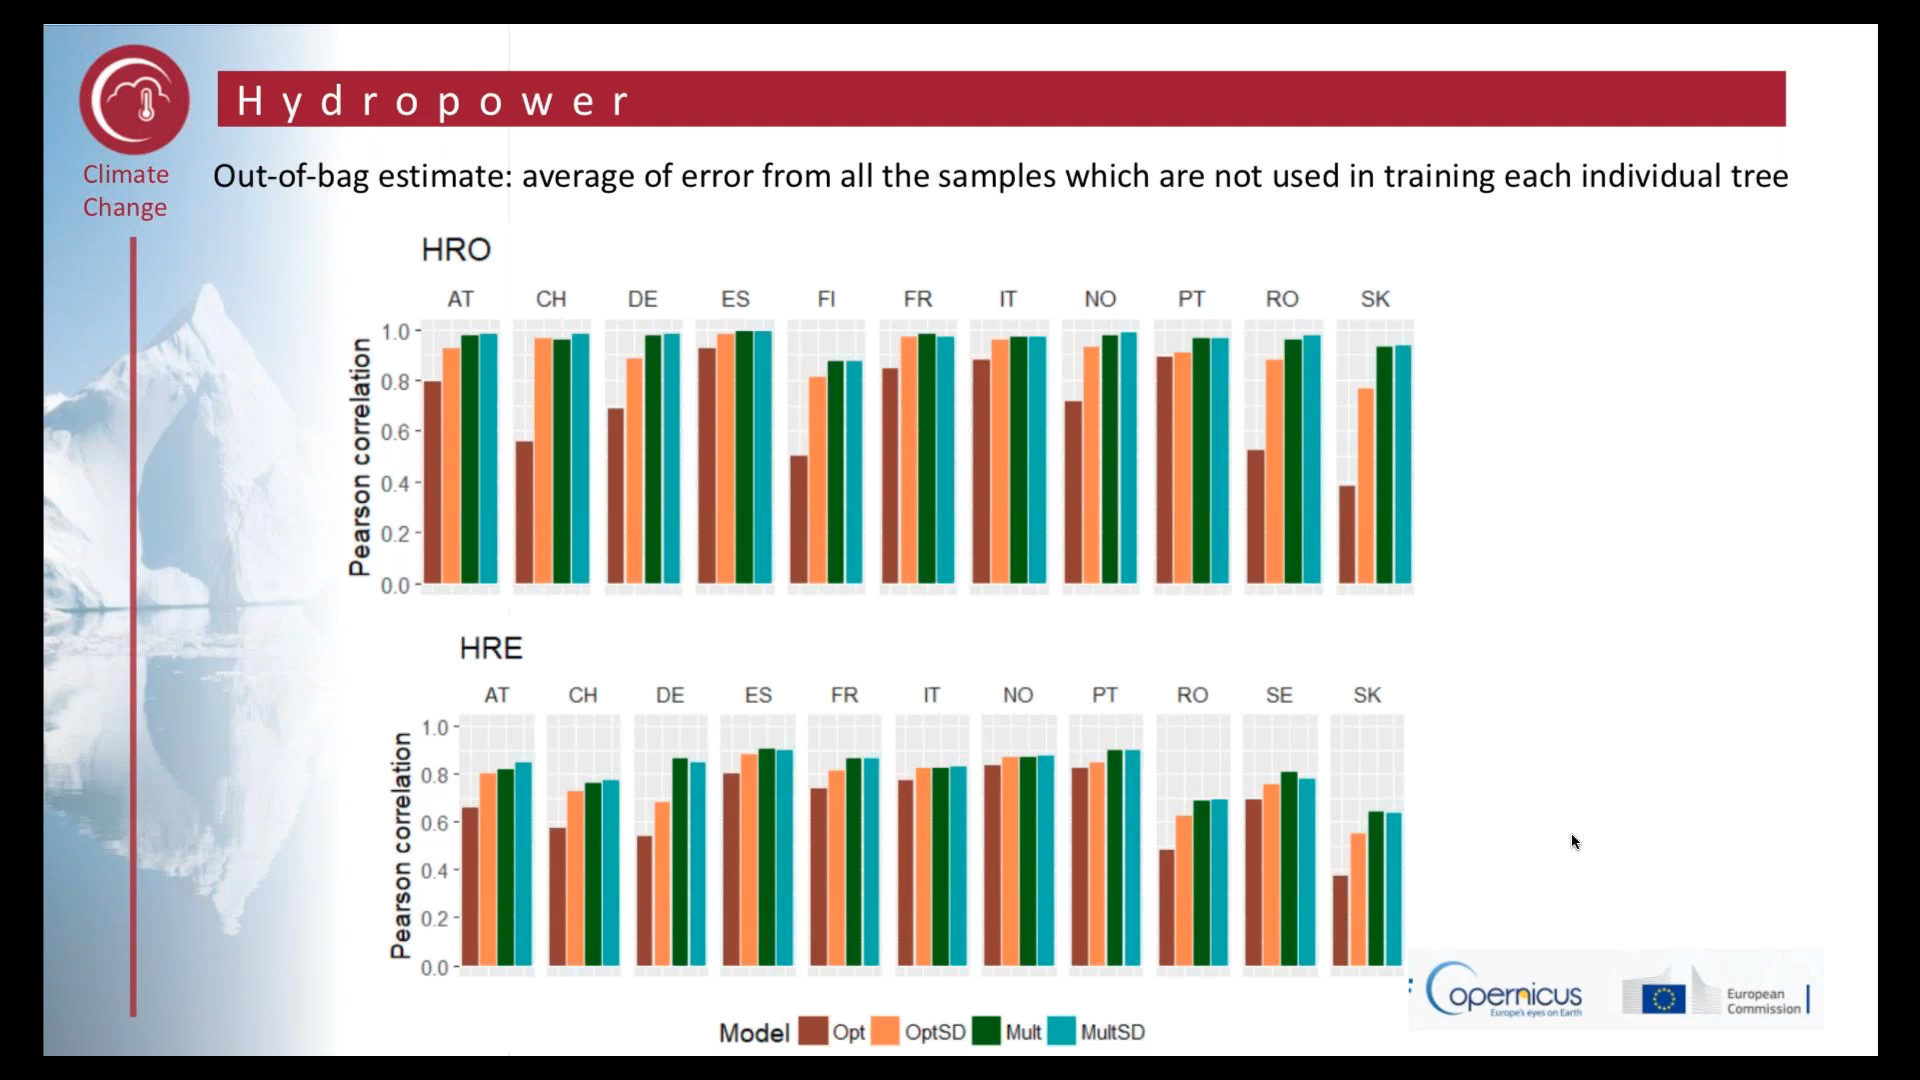 Hydropower
Climate
Change
Out-of-bag estimate: average of error from all the samples which are not used in training each individual tree
HRO
AT CH DE ES FI FR IT NO PT RO SK
Pearson correlation
1.0
0.8
0.6
0.4
0.2
0.0
HRE
AT CH DE ES FR IT NO PT RO SE SK
Pearson correlation
1.0
0.8
0.6
0.4
0.2
0.0
Model Opt OptSD Mult MultSD
opernicus
Europe's eyes on Earth
European
Commission